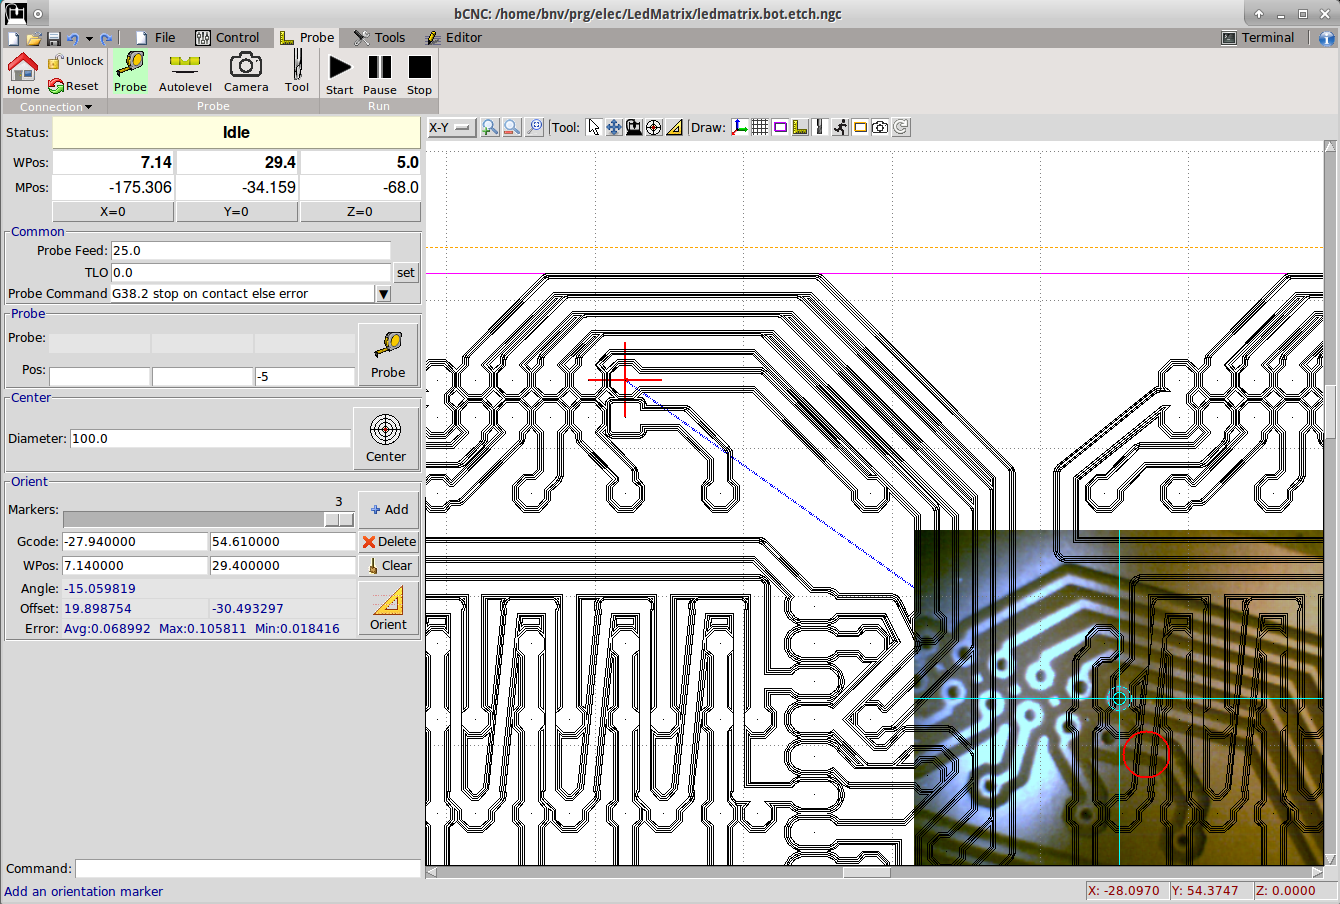 bCNC: /home/bnv/prg/elec/LedMatrix/ledmatrix.bot.etch.ngc
File Control Probe Tools Editor Terminal
Home Unlock Reset Probe Autolevel Camera Tool Start Pause Stop
Connection Probe Run
Status: Idle
X-Y Tool: Draw:
WPos: 7.14 29.4 5.0
MPos: -175.306 -34.159 -68.0
X=0 Y=0 Z=0
Common
Probe Feed: 25.0
TLO 0.0 set
Probe Command G38.2 stop on contact else error
Probe
Probe:
Pos: -5 Probe
Center
Diameter: 100.0 Center
Orient
Markers: 3 Add
Gcode: -27.940000 54.610000 Delete
WPos: 7.140000 29.400000 Clear
Angle: -15.059819
Offset: 19.898754 -30.493297
Orient
Error: Avg:0.068992 Max:0.105811 Min:0.018416
Command:
Add an orientation marker X: -28.0970 Y: 54.3747 Z: 0.0000